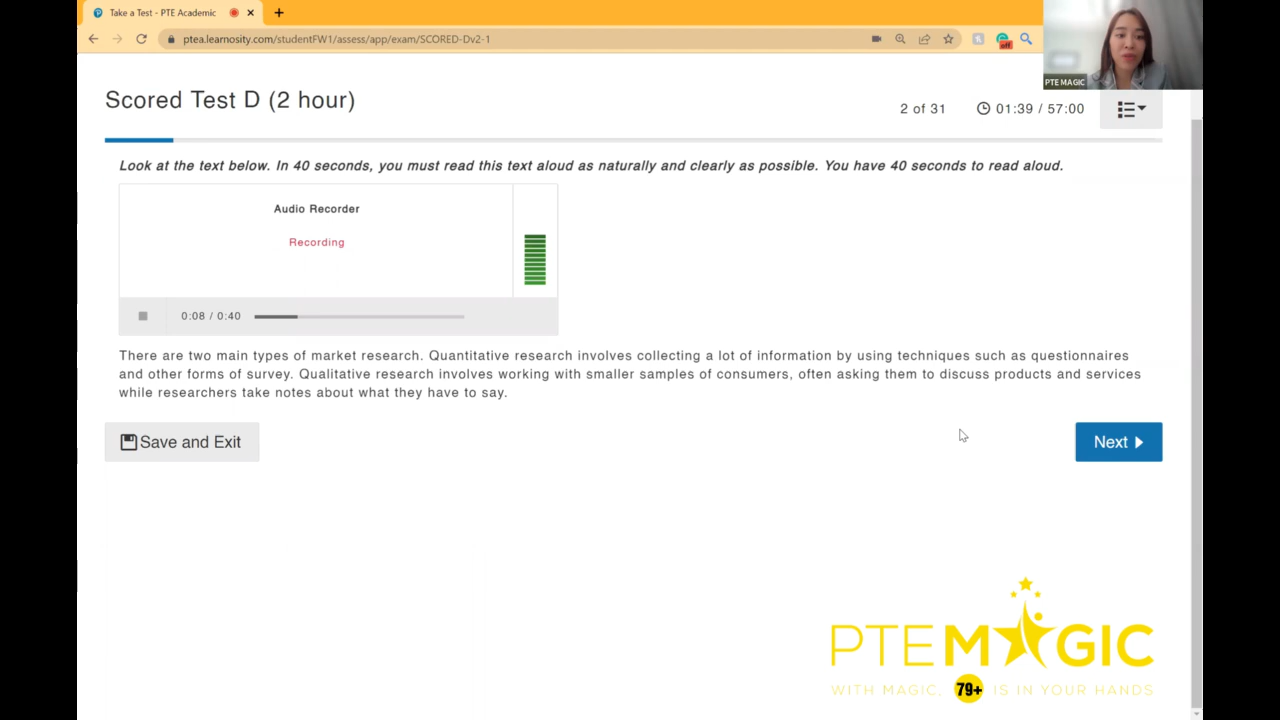 Take a Test - PTE Academic
ptea.learnosity.com/studentFW1/assess/app/exam/SCORED-Dv2-1
off
PTE MAGIC
Scored Test D (2 hour)
2 of 31
01:39 / 57:00
Look at the text below. In 40 seconds, you must read this text aloud as naturally and clearly as possible. You have 40 seconds to read aloud.
Audio Recorder
Recording
0:08 / 0:40
There are two main types of market research. Quantitative research involves collecting a lot of information by using techniques such as questionnaires
and other forms of survey. Qualitative research involves working with smaller samples of consumers, often asking them to discuss products and services
while researchers take notes about what they have to say.
Save and Exit
Next
PTE MAGIC
WITH MAGIC, 79+ IS IN YOUR HANDS